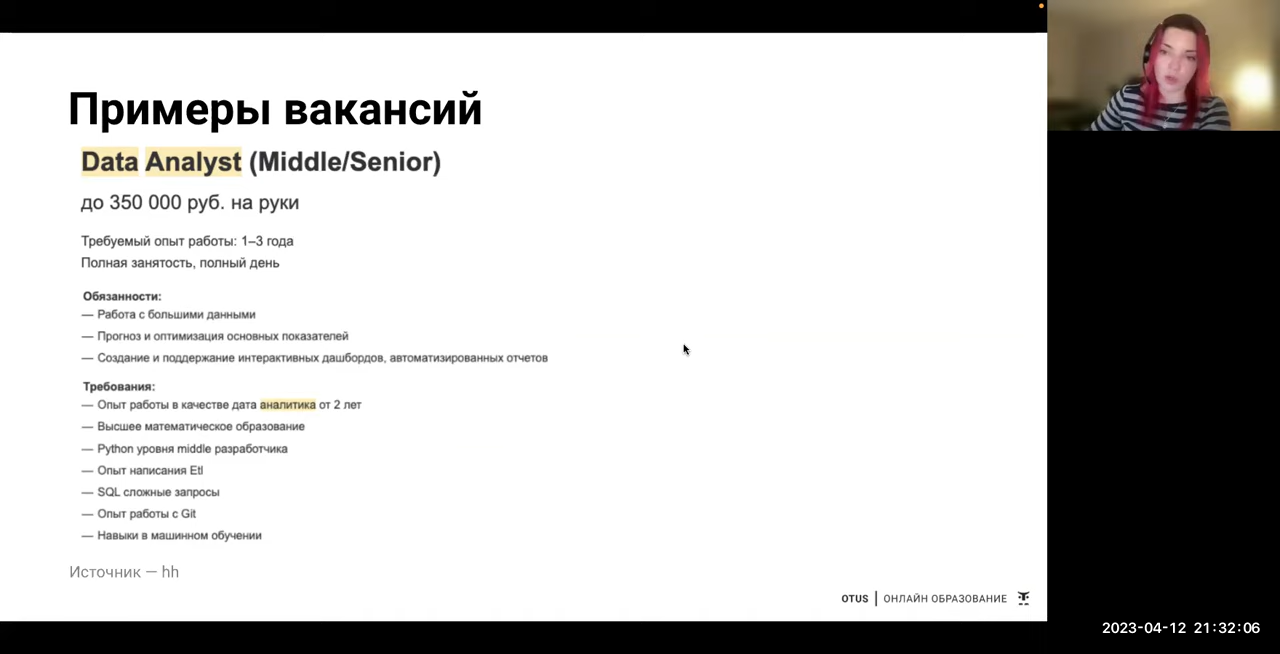 Примеры вакансий
Data Analyst (Middle/Senior)
до 350 000 руб. на руки
Требуемый опыт работы: 1–3 года
Полная занятость, полный день
Обязанности:
— Работа с большими данными
— Прогноз и оптимизация основных показателей
— Создание и поддержание интерактивных дашбордов, автоматизированных отчетов
Требования:
— Опыт работы в качестве дата аналитика от 2 лет
— Высшее математическое образование
— Python уровня middle разработчика
— Опыт написания Etl
— SQL сложные запросы
— Опыт работы с Git
— Навыки в машинном обучении
Источник — hh
OTUS | ОНЛАЙН ОБРАЗОВАНИЕ
2023-04-12 21:32:06